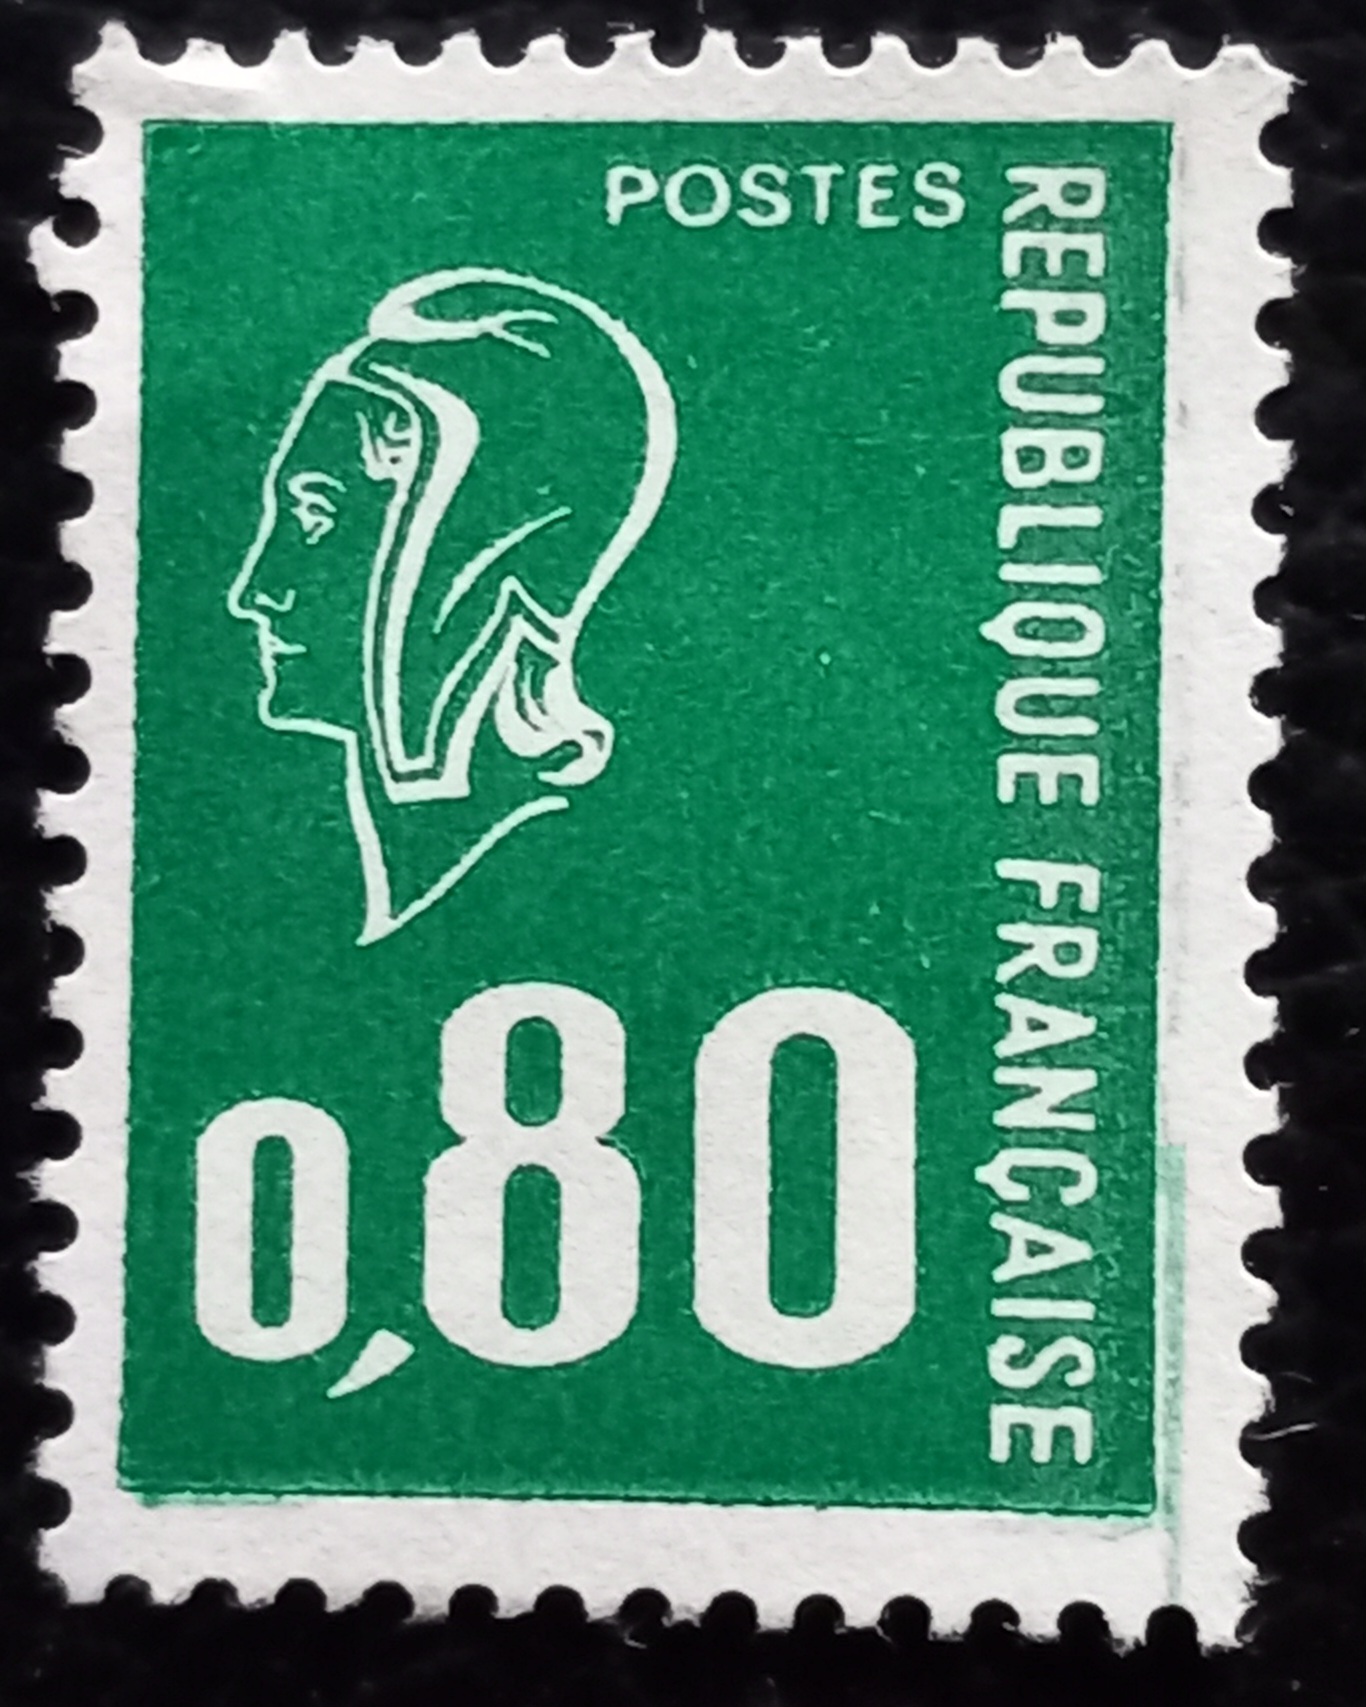 POSTES
REPUBLIQUE FRANÇAISE
0,80